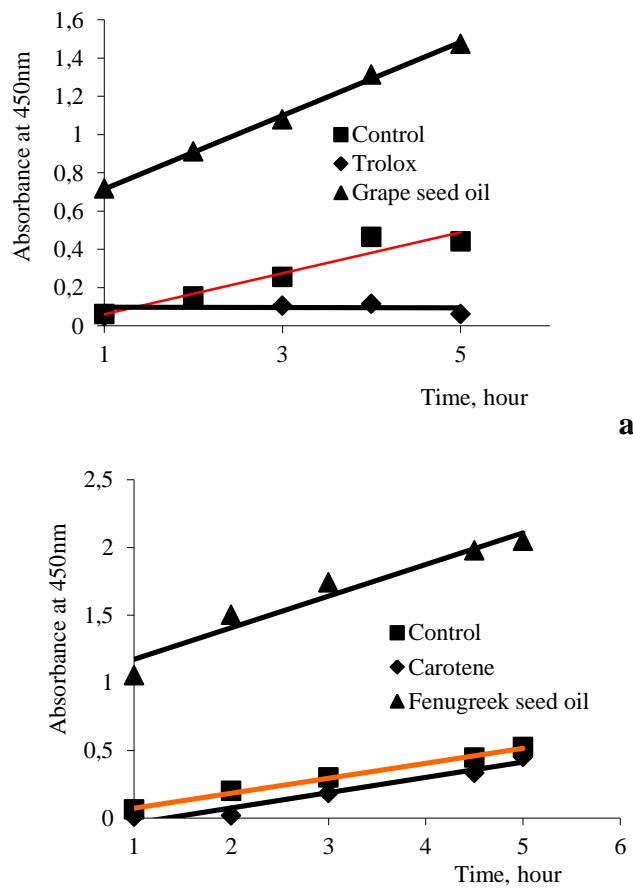 1,6
1,4
1,2
1
0,8
0,6
0,4
0,2
0
Absorbance at 450nm
Control
Trolox
Grape seed oil
1 3 5
Time, hour
a
2,5
2
1,5
1
0,5
0
Absorbance at 450nm
Control
Carotene
Fenugreek seed oil
1 2 3 4 5 6
Time, hour